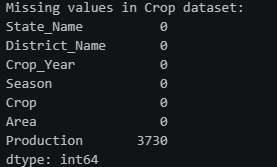 Missing values in Crop dataset:
State_Name         0
District_Name      0
Crop_Year          0
Season             0
Crop               0
Area               0
Production      3730
dtype: int64